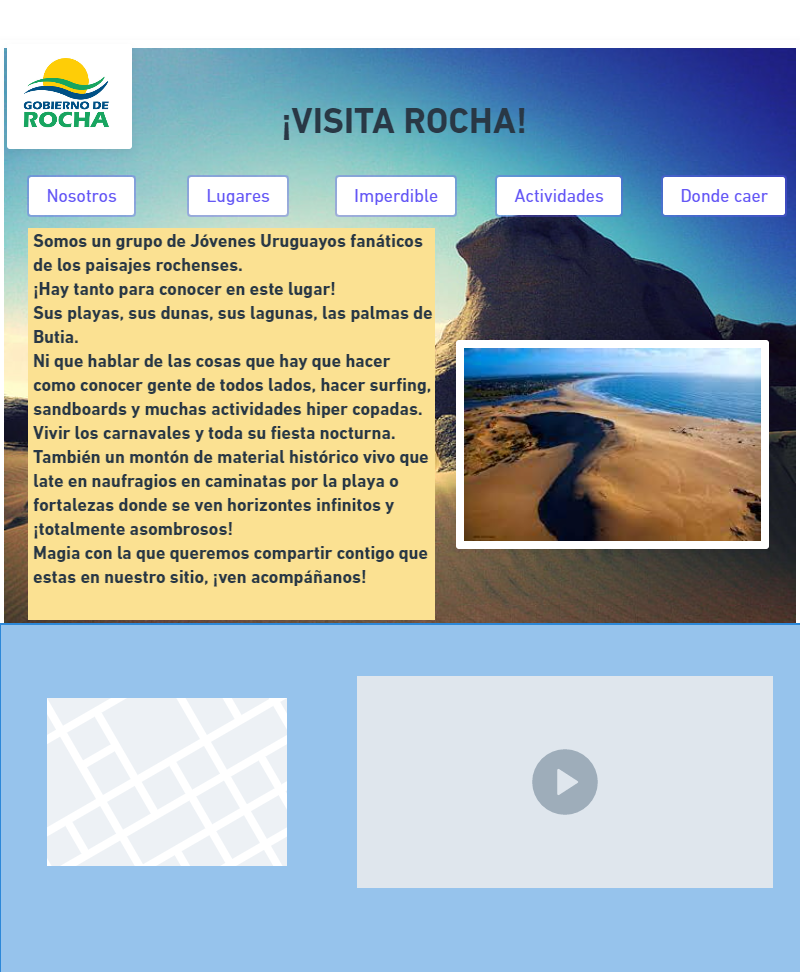 GOBIERNO DE
ROCHA
¡VISITA ROCHA!
Nosotros
Lugares
Imperdible
Actividades
Donde caer
Somos un grupo de Jóvenes Uruguayos fanáticos
de los paisajes rochenses.
¡Hay tanto para conocer en este lugar!
Sus playas, sus dunas, sus lagunas, las palmas de
Butia.
Ni que hablar de las cosas que hay que hacer
como conocer gente de todos lados, hacer surfing,
sandboards y muchas actividades hiper copadas.
Vivir los carnavales y toda su fiesta nocturna.
También un montón de material histórico vivo que
late en naufragios en caminatas por la playa o
fortalezas donde se ven horizontes infinitos y
¡totalmente asombrosos!
Magia con la que queremos compartir contigo que
estas en nuestro sitio, ¡ven acompáñanos!